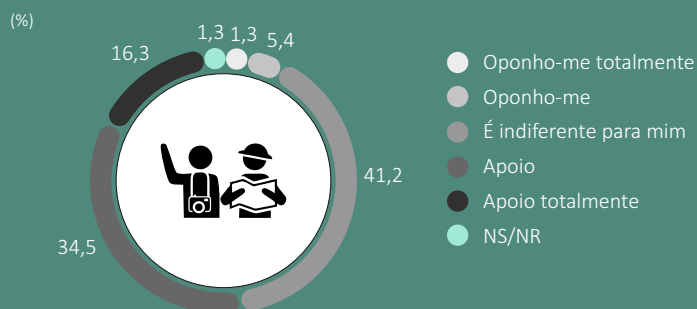 (%)
1,3
1,3
5,4
16,3
41,2
34,5
Oponho-me totalmente
Oponho-me
É indiferente para mim
Apoio
Apoio totalmente
NS/NR